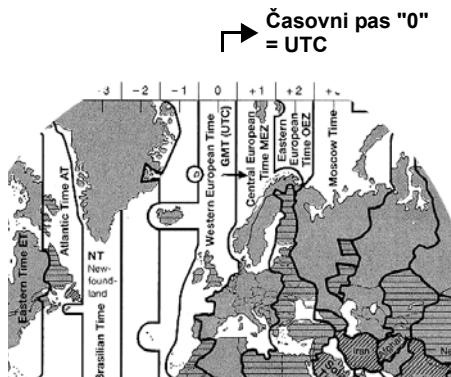 Časovni pas "0"
= UTC
-3 -2 -1 0 +1 +2
Eastern Time ET
Atlantic Time AT
NT
New-
found-
land
Brasilian Time
Western European Time
GMT (UTC)
Central European
Time MEZ
Eastern
European
Time OEZ
Moscow Time
Iran